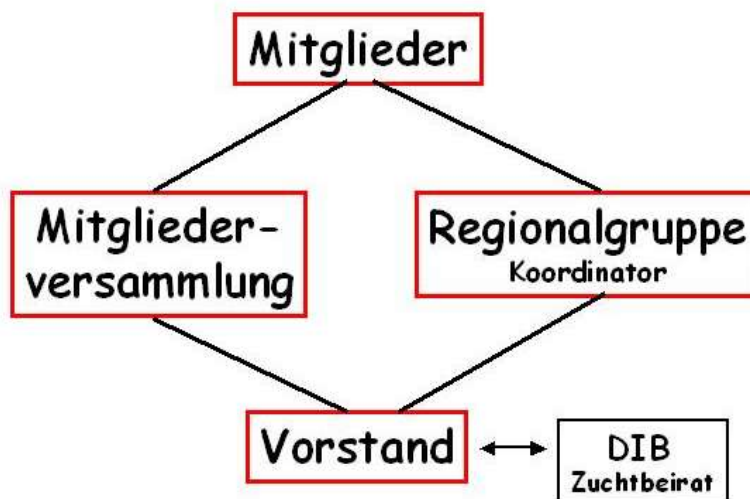 Mitglieder
Mitglieder-
versammlung
Regionalgruppe
Koordinator
Vorstand
DIB
Zuchtbeirat